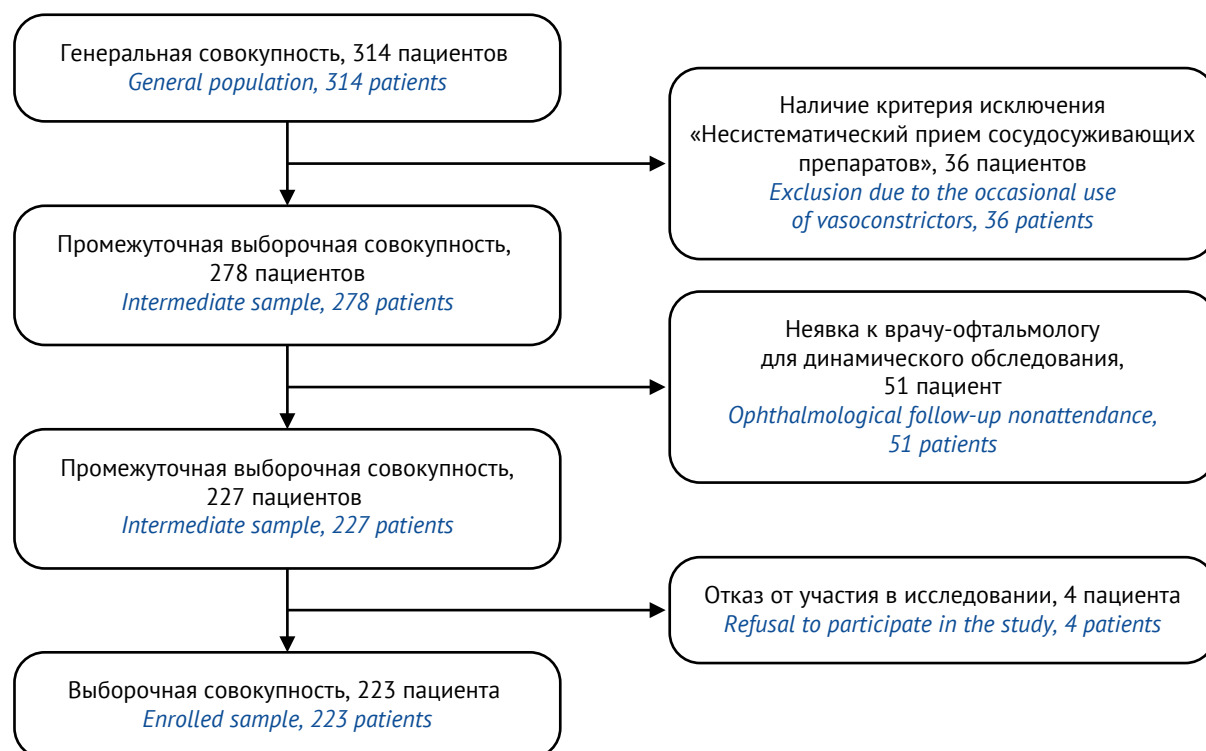 Генеральная совокупность, 314 пациентов
General population, 314 patients
Наличие критерия исключения
«Несистематический прием сосудосуживающих
препаратов», 36 пациентов
Exclusion due to the occasional use
of vasoconstrictors, 36 patients
Промежуточная выборочная совокупность,
278 пациентов
Intermediate sample, 278 patients
Неявка к врачу-офтальмологу
для динамического обследования,
51 пациент
Ophthalmological follow-up nonattendance,
51 patients
Промежуточная выборочная совокупность,
227 пациентов
Intermediate sample, 227 patients
Отказ от участия в исследовании, 4 пациента
Refusal to participate in the study, 4 patients
Выборочная совокупность, 223 пациента
Enrolled sample, 223 patients